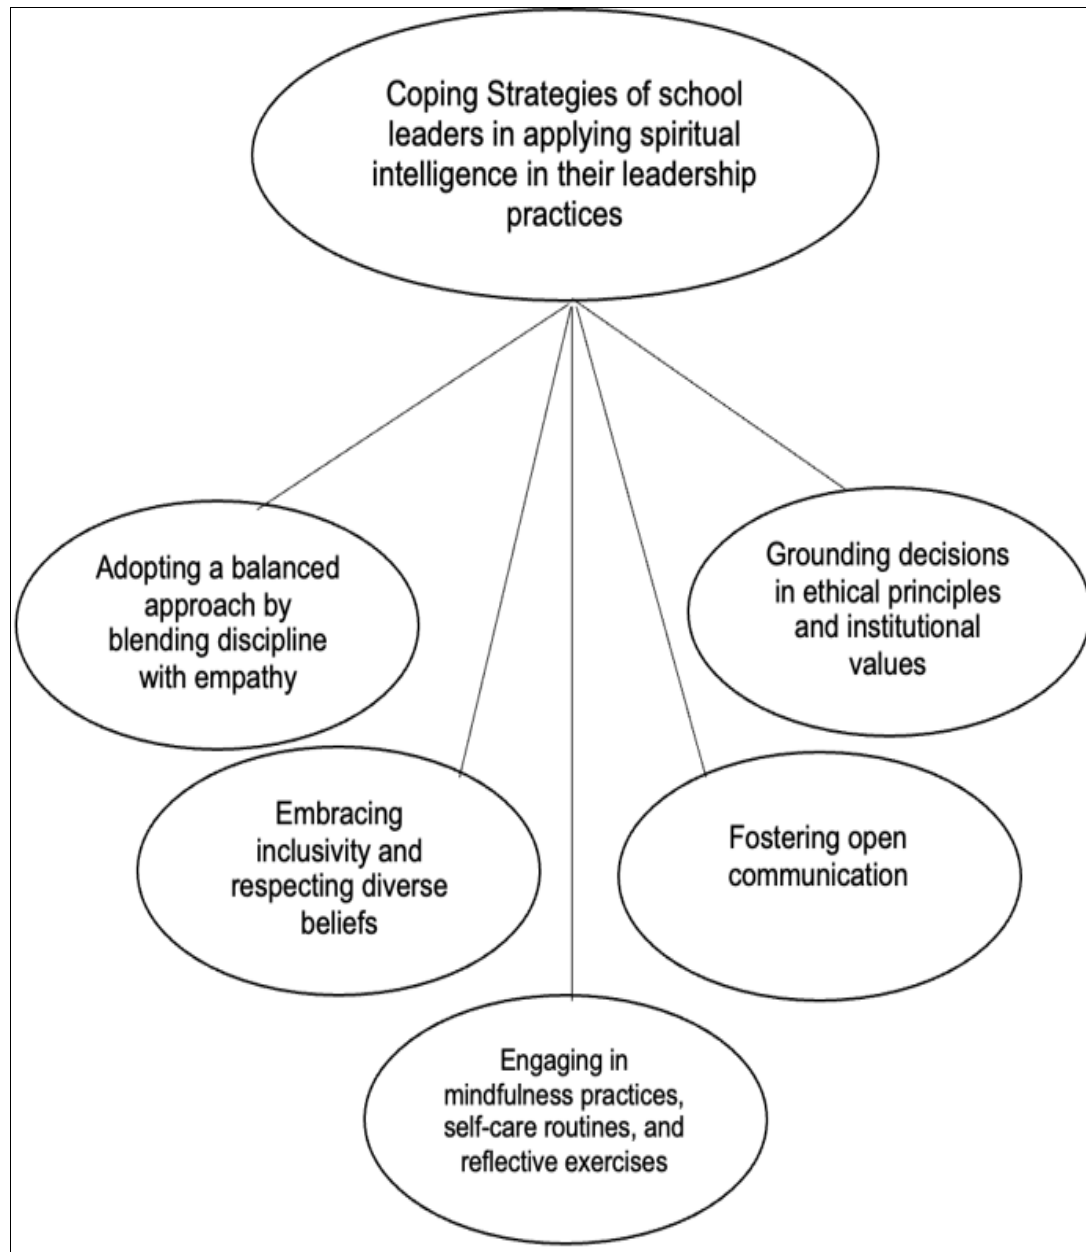 Coping Strategies of school
leaders in applying spiritual
intelligence in their leadership
practices
Adopting a balanced
approach by
blending discipline
with empathy
Grounding decisions
in ethical principles
and institutional
values
Embracing
inclusivity and
respecting diverse
beliefs
Fostering open
communication
Engaging in
mindfulness practices,
self-care routines, and
reflective exercises